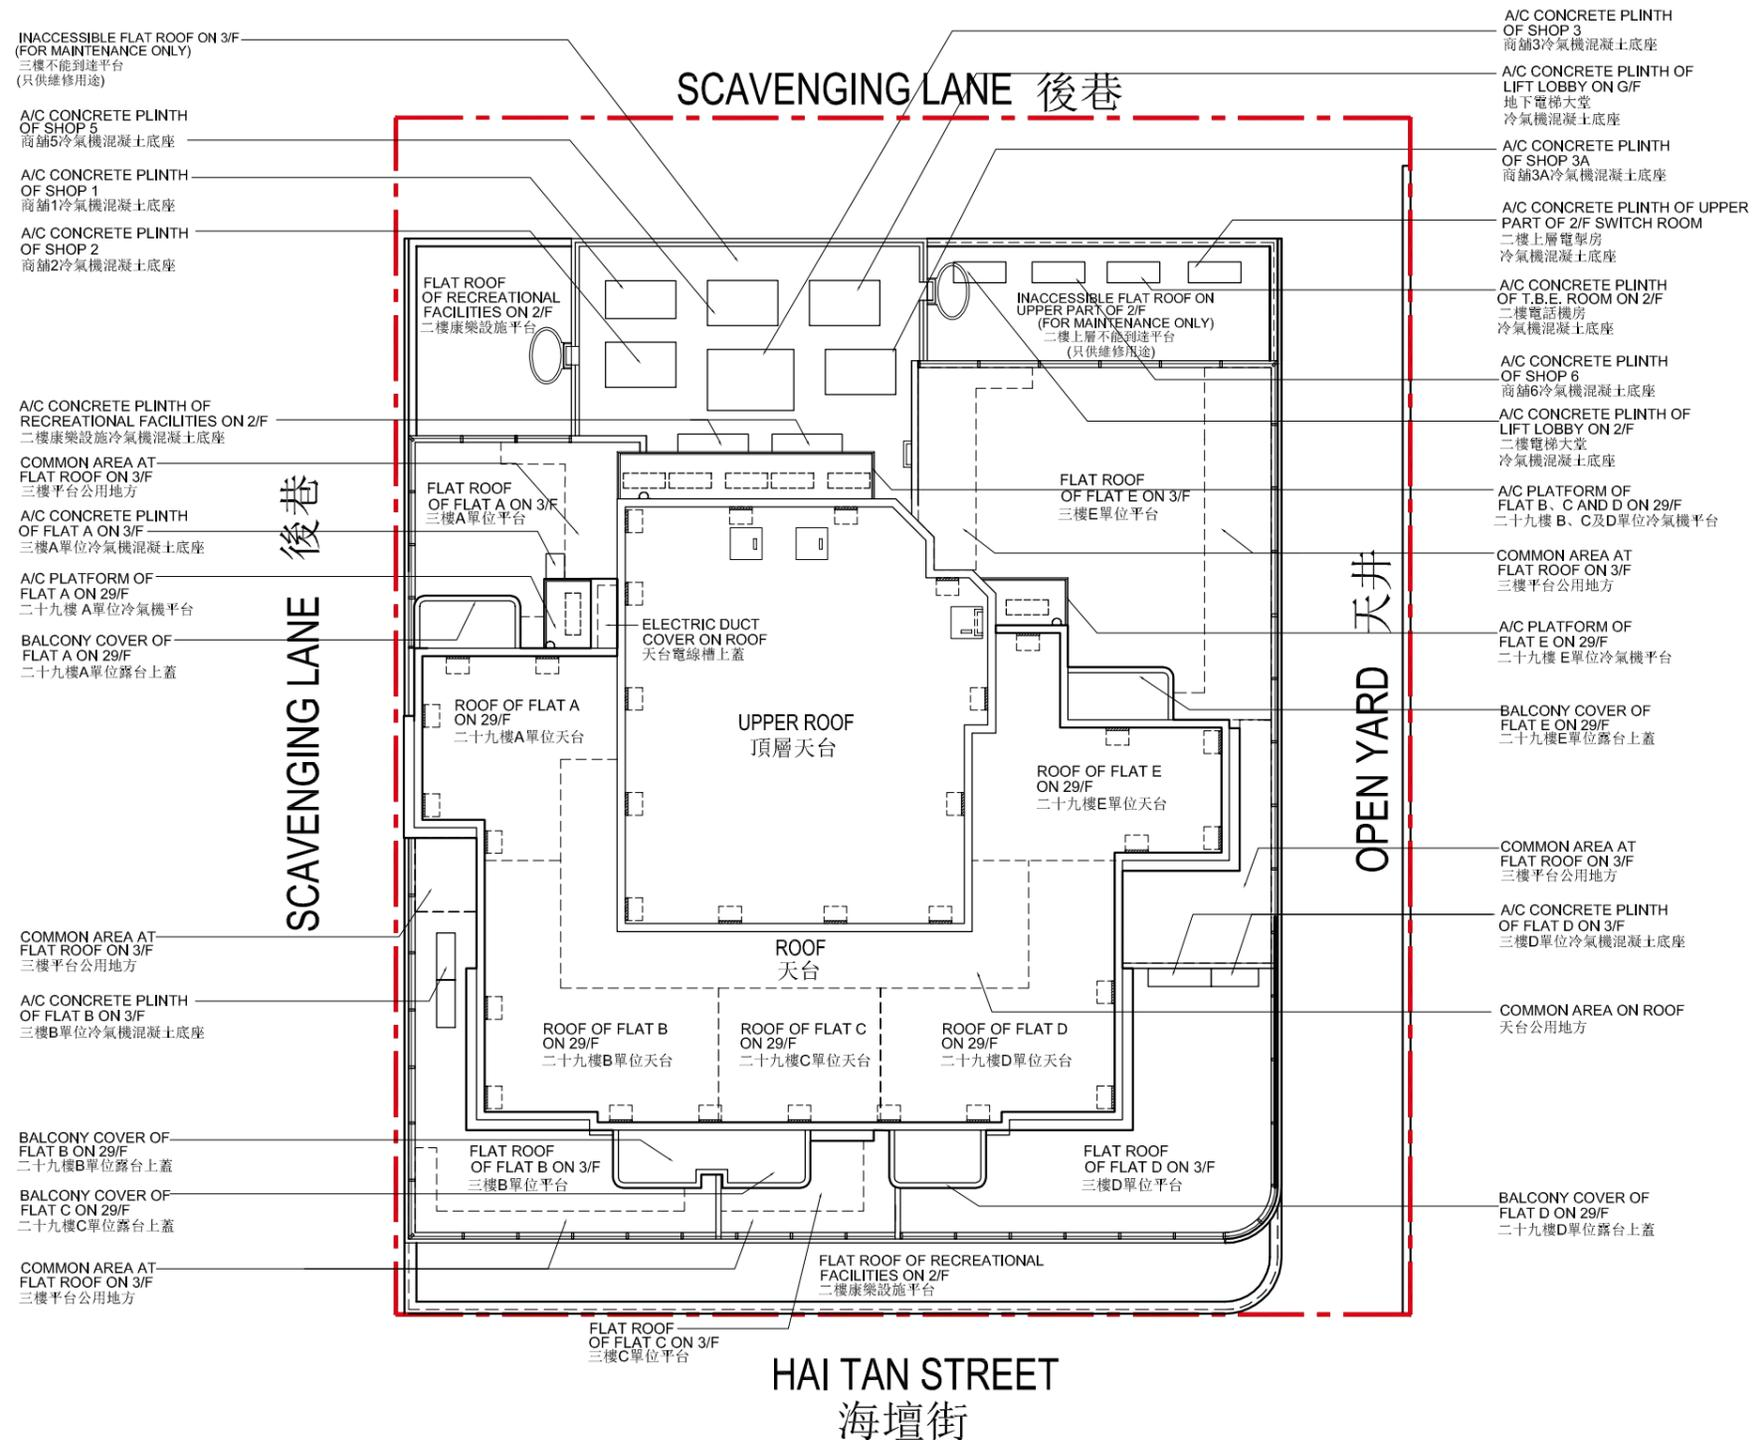 INACCESSIBLE FLAT ROOF ON 3/F
(FOR MAINTENANCE ONLY)
三樓不能到達平台
(只供維修用途)
A/C CONCRETE PLINTH
OF SHOP 5
商舖5冷氣機混凝土底座
A/C CONCRETE PLINTH
OF SHOP 1
商舖1冷氣機混凝土底座
A/C CONCRETE PLINTH
OF SHOP 2
商舖2冷氣機混凝土底座
A/C CONCRETE PLINTH OF
RECREATIONAL FACILITIES ON 2/F
二樓康樂設施冷氣機混凝土底座
COMMON AREA AT
FLAT ROOF ON 3/F
三樓平台公用地方
A/C CONCRETE PLINTH
OF FLAT A ON 3/F
三樓A單位冷氣機混凝土底座
A/C PLATFORM OF
FLAT A ON 29/F
二十九樓 A單位冷氣機平台
BALCONY COVER OF
FLAT A ON 29/F
二十九樓A單位露台上蓋
COMMON AREA AT
FLAT ROOF ON 3/F
三樓平台公用地方
A/C CONCRETE PLINTH
OF FLAT B ON 3/F
三樓B單位冷氣機混凝土底座
BALCONY COVER OF
FLAT B ON 29/F
二十九樓B單位露台上蓋
BALCONY COVER OF
FLAT C ON 29/F
二十九樓C單位露台上蓋
COMMON AREA AT
FLAT ROOF ON 3/F
三樓平台公用地方
SCAVENGING LANE 後巷
SCAVENGING LANE 後巷
FLAT ROOF
OF RECREATIONAL
FACILITIES ON 2/F
二樓康樂設施平台
INACCESSIBLE FLAT ROOF ON
UPPER PART OF 2/F
(FOR MAINTENANCE ONLY)
二樓上層不能到達平台
(只供維修用途)
FLAT ROOF
OF FLAT A ON 3/F
三樓A單位平台
FLAT ROOF
OF FLAT E ON 3/F
三樓E單位平台
ELECTRIC DUCT
COVER ON ROOF
天台電線槽上蓋
ROOF OF FLAT A
ON 29/F
二十九樓A單位天台
UPPER ROOF
頂層天台
ROOF OF FLAT E
ON 29/F
二十九樓E單位天台
ROOF
天台
ROOF OF FLAT B
ON 29/F
二十九樓B單位天台
ROOF OF FLAT C
ON 29/F
二十九樓C單位天台
ROOF OF FLAT D
ON 29/F
二十九樓D單位天台
FLAT ROOF
OF FLAT B ON 3/F
三樓B單位平台
FLAT ROOF
OF FLAT D ON 3/F
三樓D單位平台
FLAT ROOF OF RECREATIONAL
FACILITIES ON 2/F
二樓康樂設施平台
FLAT ROOF
OF FLAT C ON 3/F
三樓C單位平台
HAI TAN STREET
海壇街
OPEN YARD 天井
A/C CONCRETE PLINTH
OF SHOP 3
商舖3冷氣機混凝土底座
A/C CONCRETE PLINTH OF
LIFT LOBBY ON G/F
地下電梯大堂
冷氣機混凝土底座
A/C CONCRETE PLINTH
OF SHOP 3A
商舖3A冷氣機混凝土底座
A/C CONCRETE PLINTH OF UPPER
PART OF 2/F SWITCH ROOM
二樓上層電掣房
冷氣機混凝土底座
A/C CONCRETE PLINTH
OF T.B.E. ROOM ON 2/F
二樓電話機房
冷氣機混凝土底座
A/C CONCRETE PLINTH
OF SHOP 6
商舖6冷氣機混凝土底座
A/C CONCRETE PLINTH OF
LIFT LOBBY ON 2/F
二樓電梯大堂
冷氣機混凝土底座
A/C PLATFORM OF
FLAT B、C AND D ON 29/F
二十九樓 B、C及D單位冷氣機平台
COMMON AREA AT
FLAT ROOF ON 3/F
三樓平台公用地方
A/C PLATFORM OF
FLAT E ON 29/F
二十九樓 E單位冷氣機平台
BALCONY COVER OF
FLAT E ON 29/F
二十九樓E單位露台上蓋
COMMON AREA AT
FLAT ROOF ON 3/F
三樓平台公用地方
A/C CONCRETE PLINTH
OF FLAT D ON 3/F
三樓D單位冷氣機混凝土底座
COMMON AREA ON ROOF
天台公用地方
BALCONY COVER OF
FLAT D ON 29/F
二十九樓D單位露台上蓋